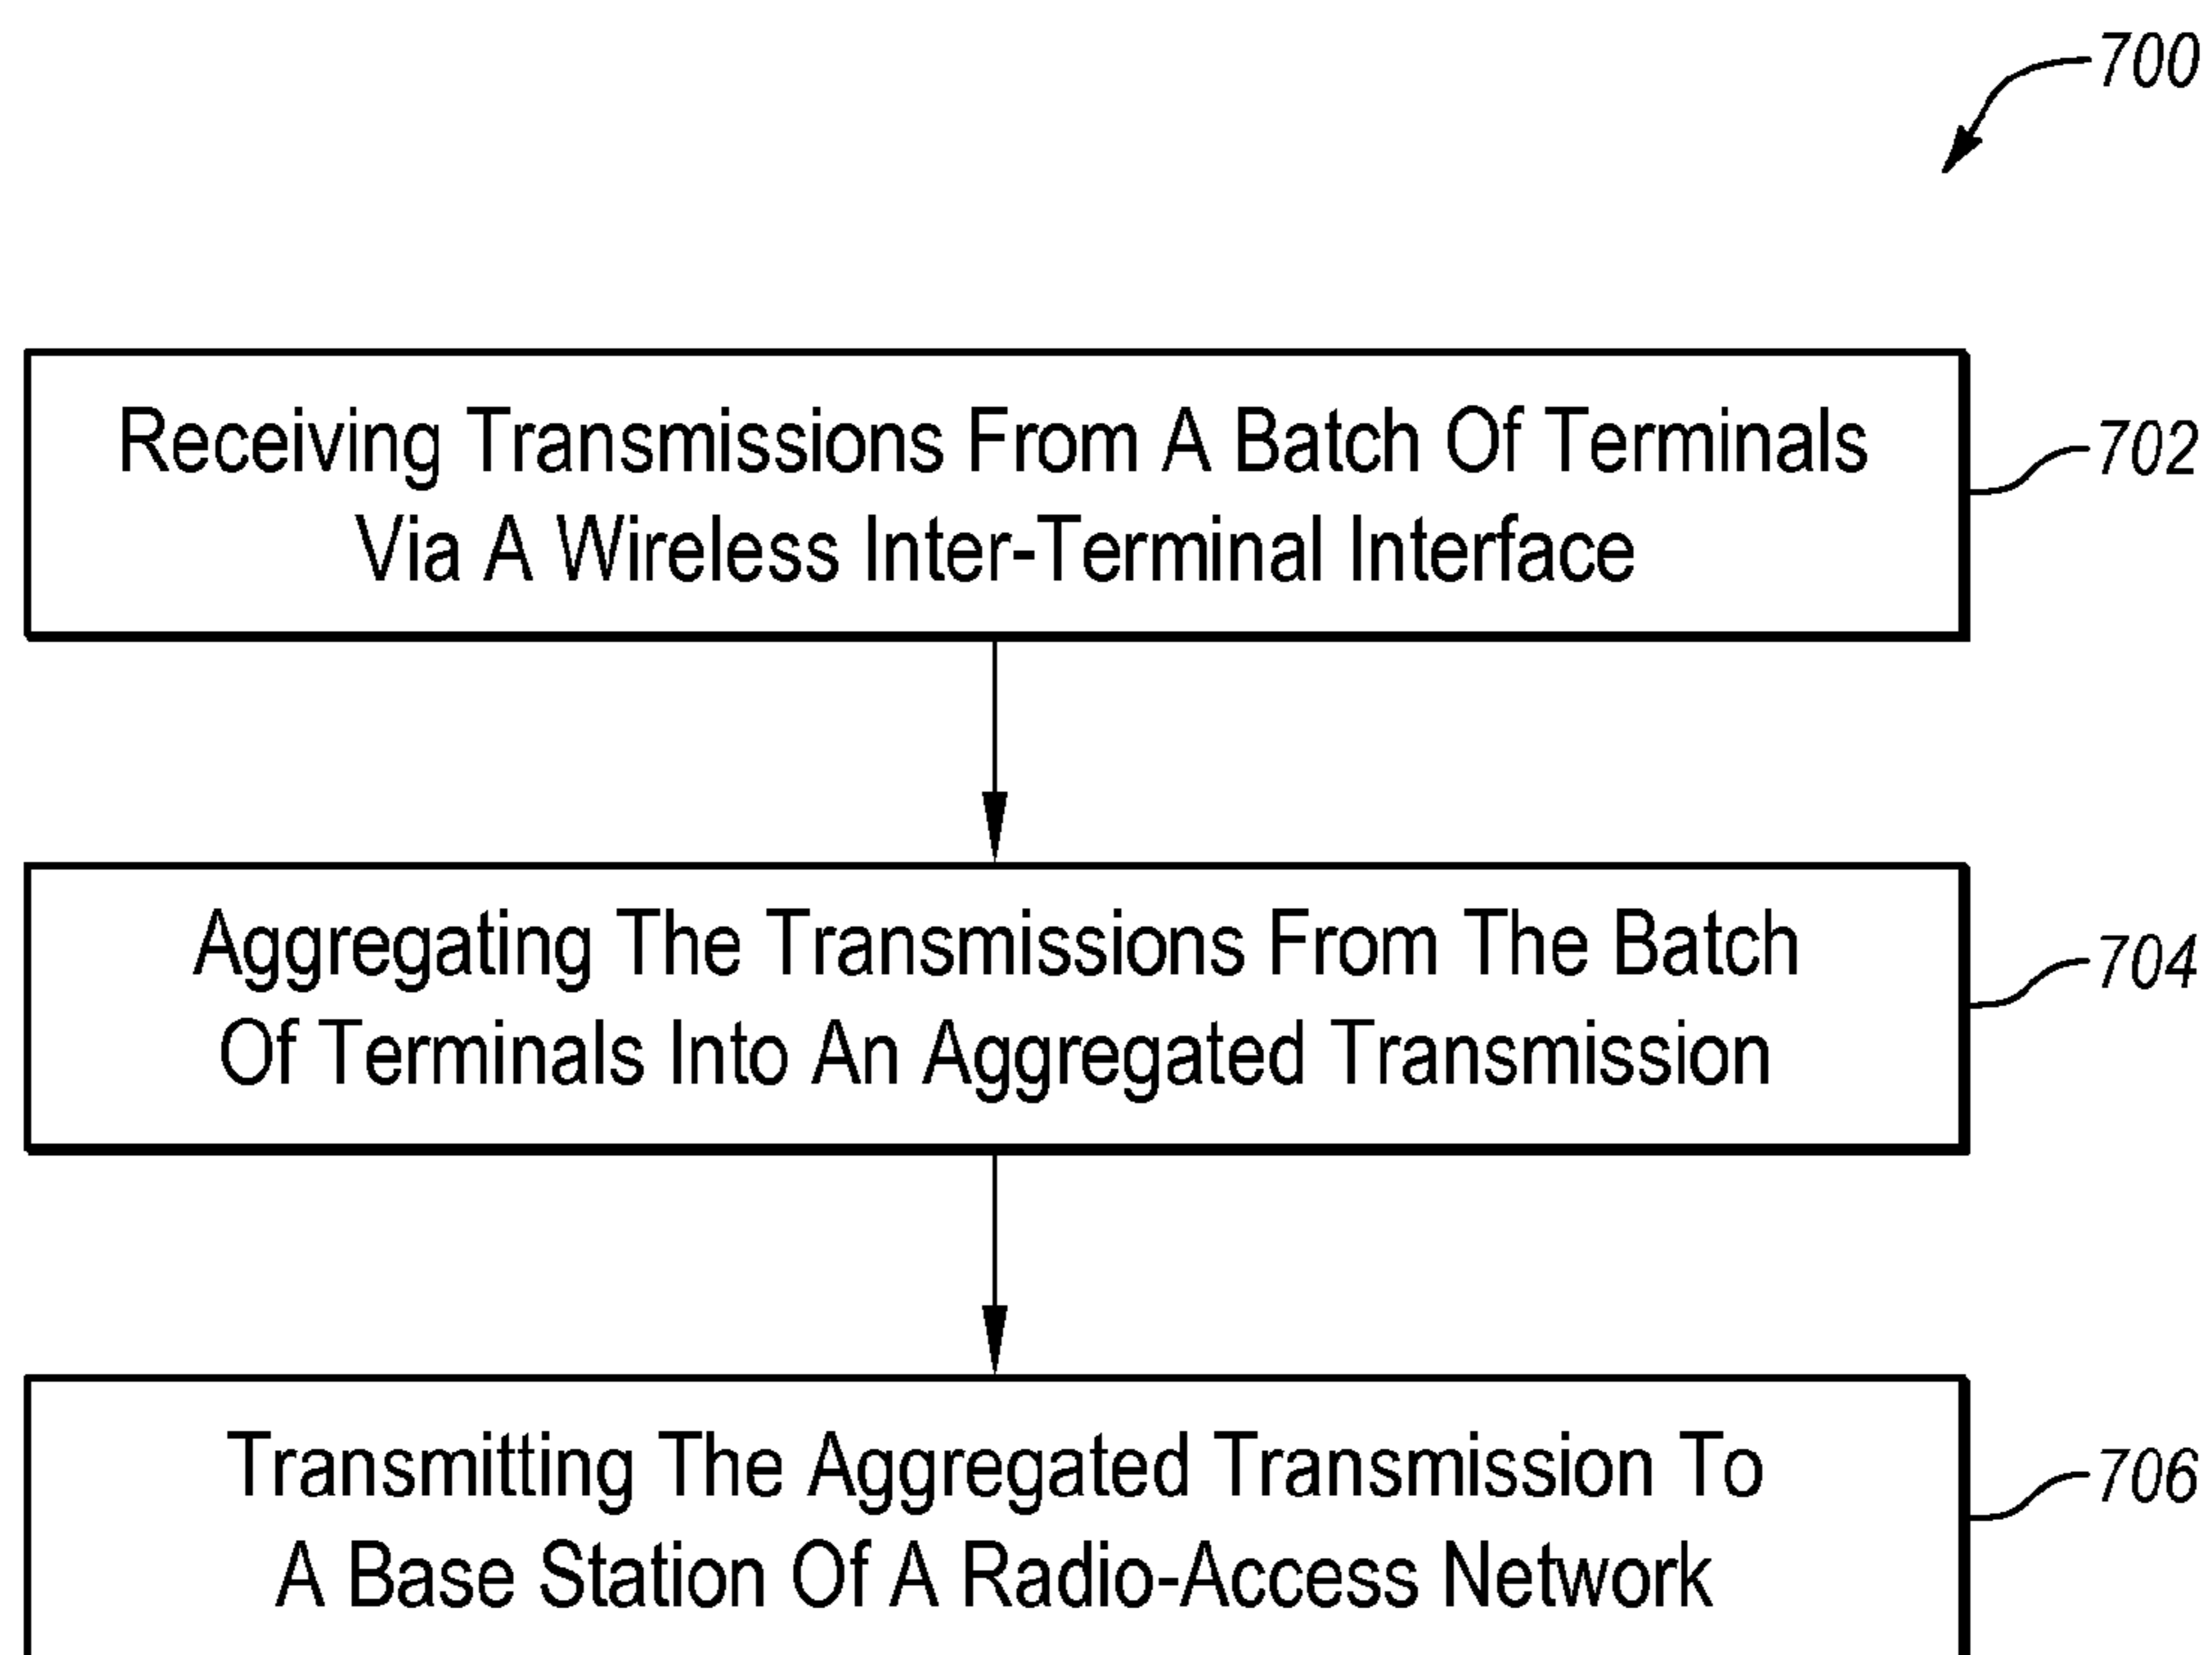 700
Receiving Transmissions From A Batch Of Terminals
Via A Wireless Inter-Terminal Interface
702
Aggregating The Transmissions From The Batch
Of Terminals Into An Aggregated Transmission
704
Transmitting The Aggregated Transmission To
A Base Station Of A Radio-Access Network
706